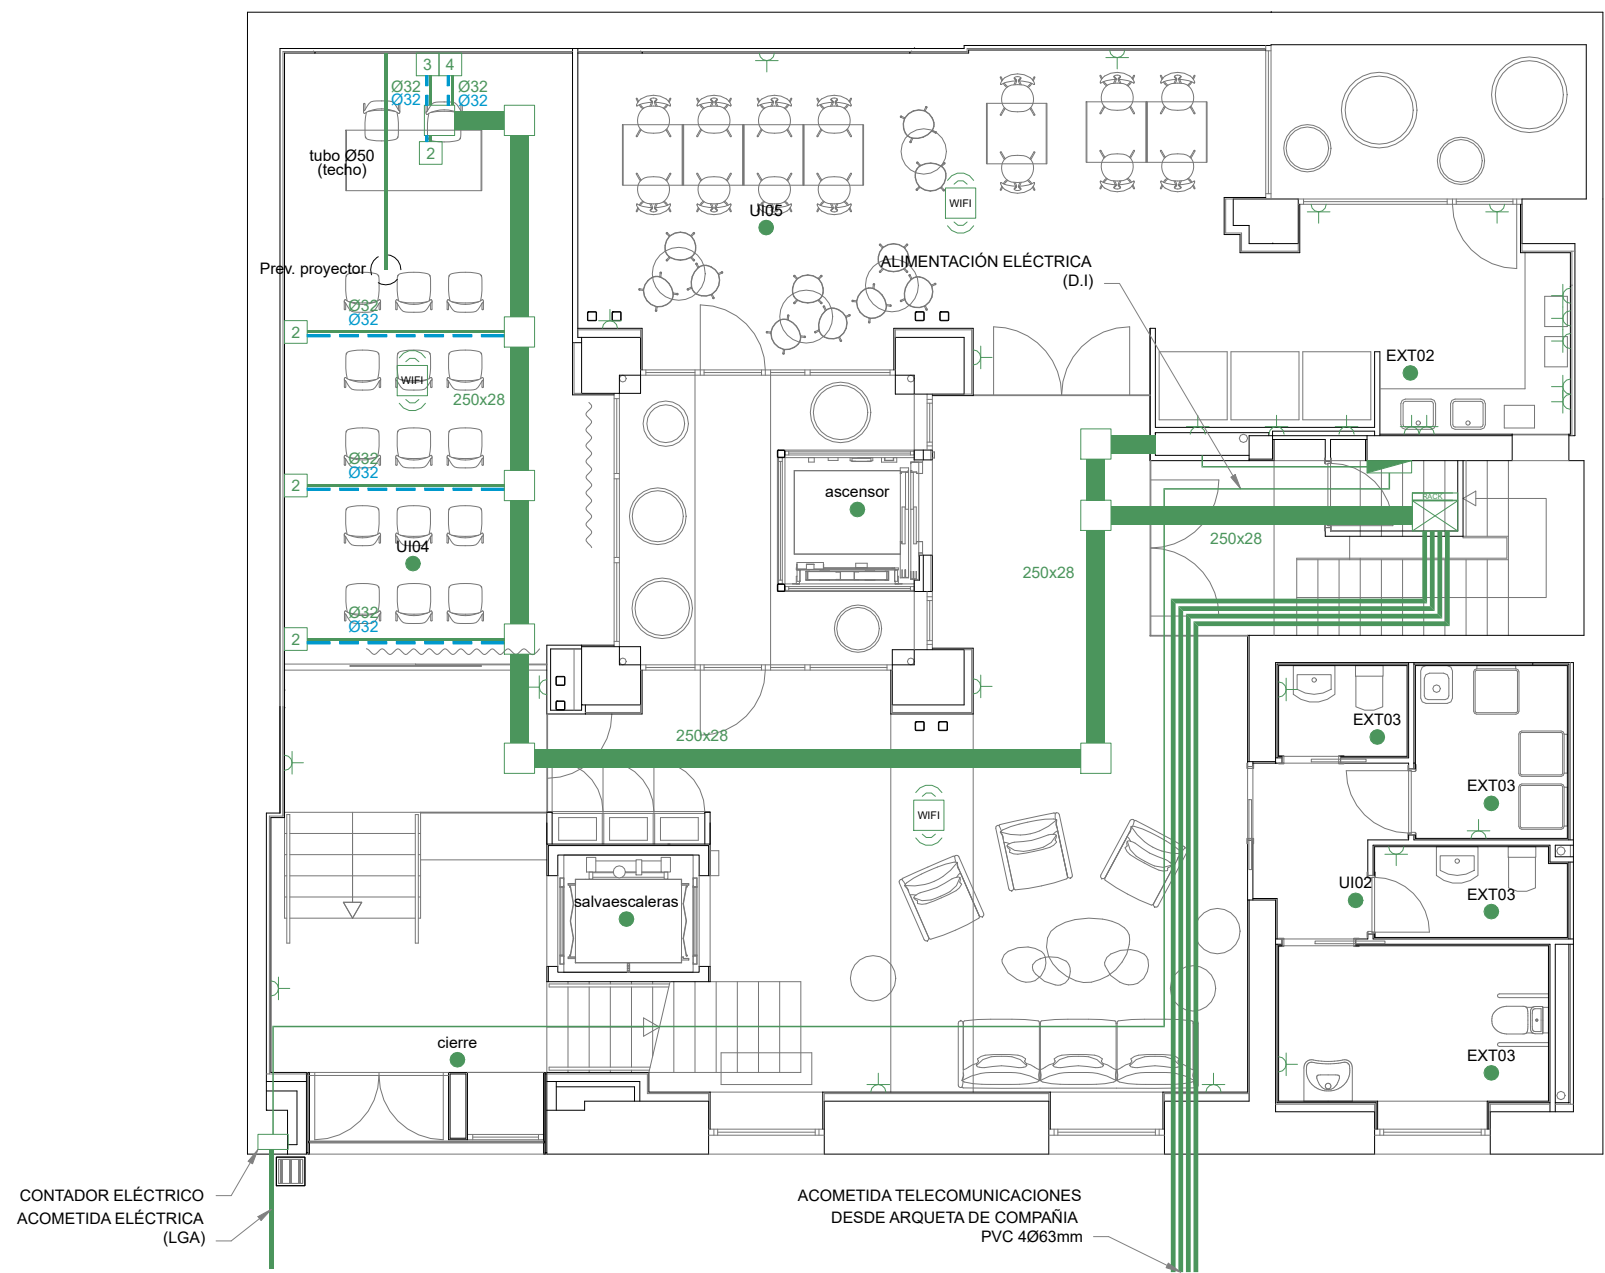 3 4
Ø32 Ø32
Ø32 Ø32
2
tubo Ø50
(techo)
Prev. proyector
UI05
WIFI
ALIMENTACIÓN ELÉCTRICA
(D.I)
Ø32
Ø32
2
WIFI
250x28
EXT02
Ø32
Ø32
2
ascensor
RACK
250x28
UI04
250x28
Ø32
Ø32
2
250x28
EXT03
EXT03
WIFI
UI02
EXT03
salvaescaleras
cierre
EXT03
CONTADOR ELÉCTRICO
ACOMETIDA ELÉCTRICA
(LGA)
ACOMETIDA TELECOMUNICACIONES
DESDE ARQUETA DE COMPAÑIA
PVC 4Ø63mm